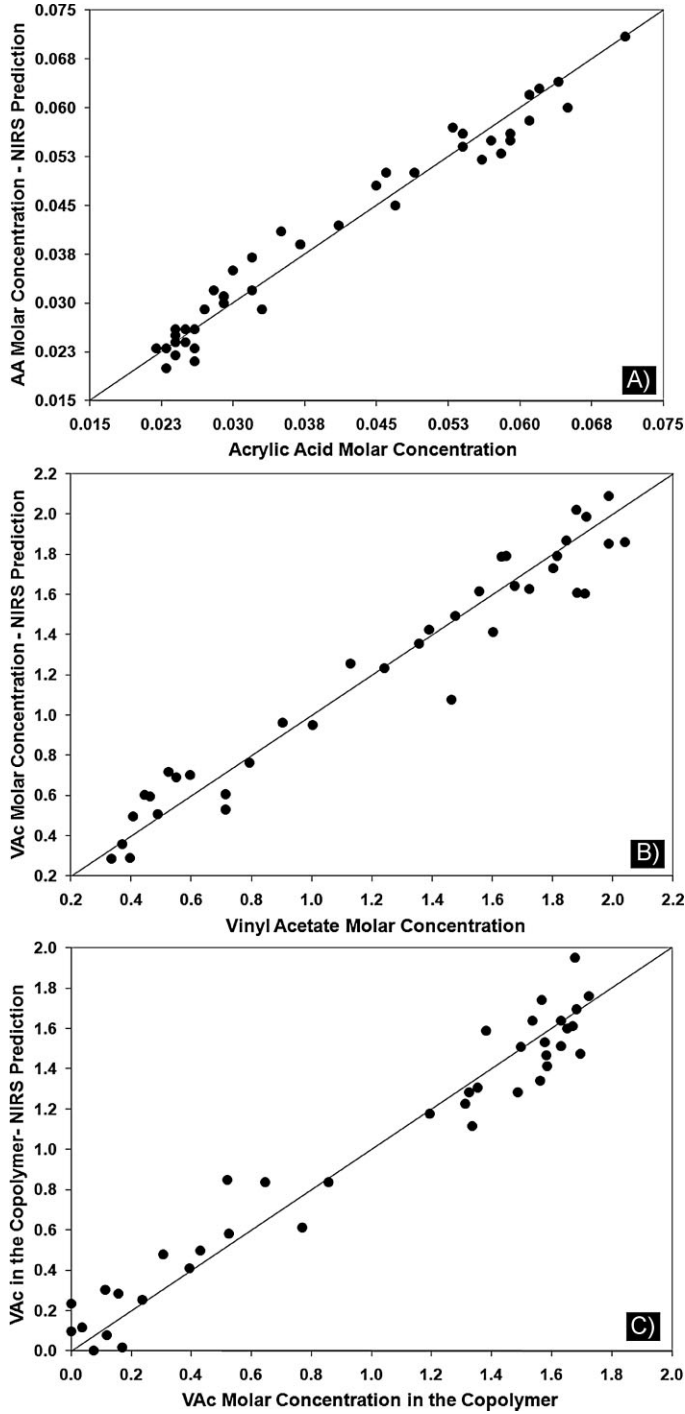 0.075
0.068
0.060
0.053
0.045
0.038
0.030
0.023
0.015
AA Molar Concentration - NIRS Prediction
A)
0.015 0.023 0.030 0.038 0.045 0.053 0.060 0.068 0.075
Acrylic Acid Molar Concentration
2.2
2.0
1.8
1.6
1.4
1.2
1.0
0.8
0.6
0.4
0.2
VAc Molar Concentration - NIRS Prediction
B)
0.2 0.4 0.6 0.8 1.0 1.2 1.4 1.6 1.8 2.0 2.2
Vinyl Acetate Molar Concentration
2.0
1.8
1.6
1.4
1.2
1.0
0.8
0.6
0.4
0.2
0.0
VAc in the Copolymer- NIRS Prediction
C)
0.0 0.2 0.4 0.6 0.8 1.0 1.2 1.4 1.6 1.8 2.0
VAc Molar Concentration in the Copolymer